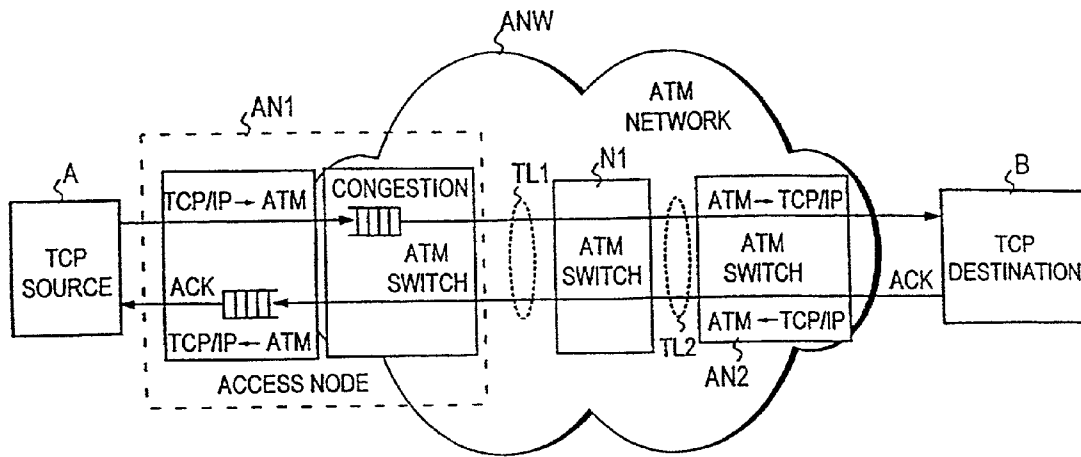 ANW
AN1
ATM
NETWORK
A
TCP/IP→ATM
CONGESTION
TL1
N1
ATM←TCP/IP
B
TCP
SOURCE
ATM
SWITCH
ATM
SWITCH
ATM
SWITCH
TCP
DESTINATION
ACK
ACK
TCP/IP←ATM
ATM←TCP/IP
TL2
AN2
ACCESS NODE